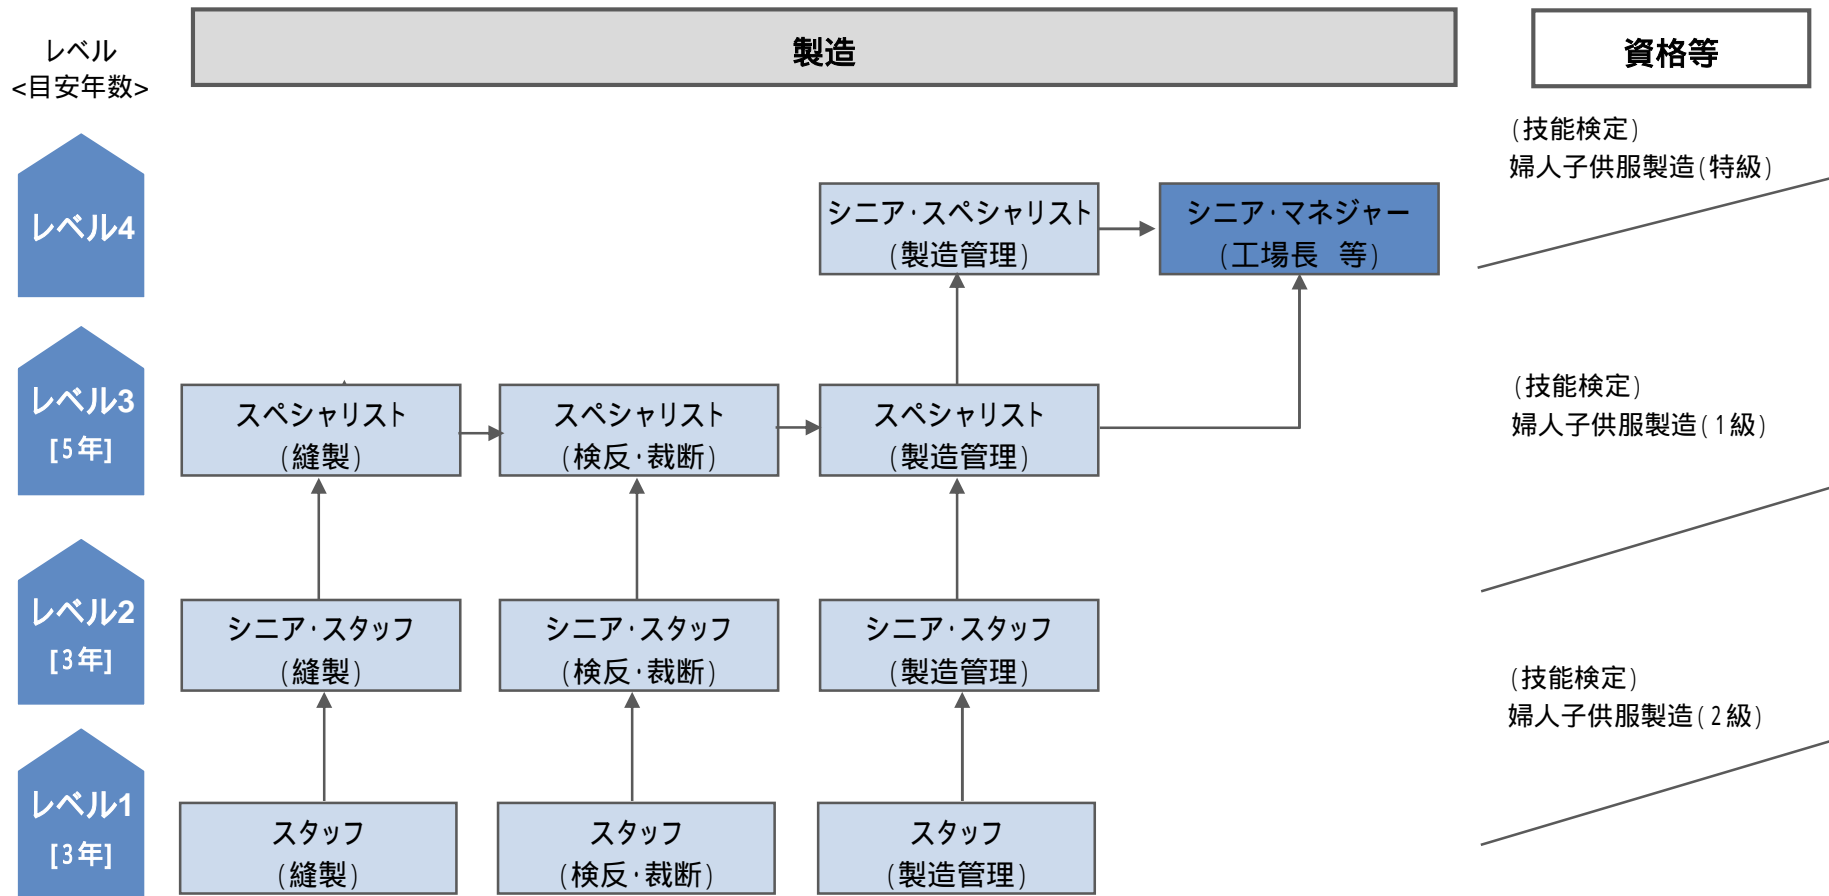 レベル
<目安年数>
製造
資格等
(技能検定)
婦人子供服製造(特級)
レベル4
シニア・スペシャリスト
(製造管理)
シニア・マネジャー
(工場長 等)
レベル3
[5年]
スペシャリスト
(縫製)
スペシャリスト
(検反・裁断)
スペシャリスト
(製造管理)
(技能検定)
婦人子供服製造(1級)
レベル2
[3年]
シニア・スタッフ
(縫製)
シニア・スタッフ
(検反・裁断)
シニア・スタッフ
(製造管理)
(技能検定)
婦人子供服製造(2級)
レベル1
[3年]
スタッフ
(縫製)
スタッフ
(検反・裁断)
スタッフ
(製造管理)